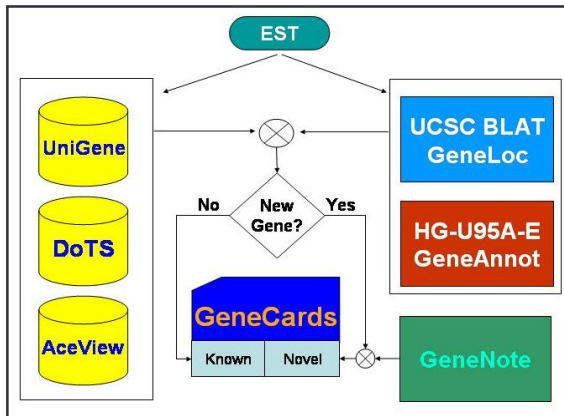 EST
UniGene
DoTS
AceView
UCSC BLAT
GeneLoc
HG-U95A-E
GeneAnnot
No
New
Gene?
Yes
GeneCards
Known
Novel
GeneNote